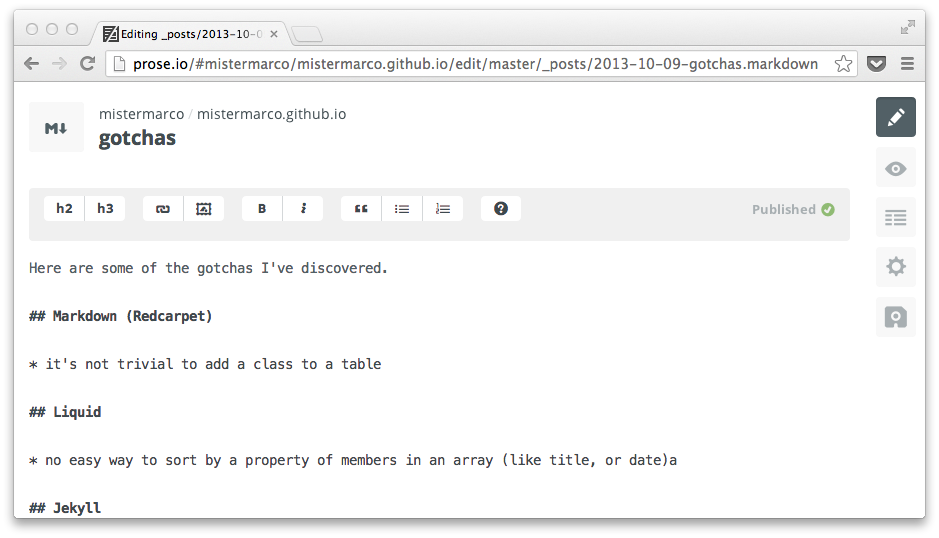 Editing _posts/2013-10-0
prose.io/#mistermarco/mistermarco.github.io/edit/master/_posts/2013-10-09-gotchas.markdown
M↓
mistermarco / mistermarco.github.io
gotchas
h2 h3 B i Published
Here are some of the gotchas I've discovered.
## Markdown (Redcarpet)
* it's not trivial to add a class to a table
## Liquid
* no easy way to sort by a property of members in an array (like title, or date)a
## Jekyll